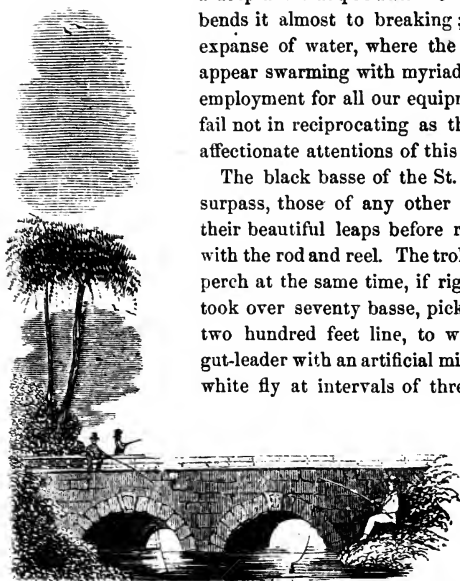 bends it almost to breaking;
expanse of water, where the
appear swarming with myriad
employment for all our equipr
fail not in reciprocating as th
affectionate attentions of this
The black basse of the St.
surpass, those of any other
their beautiful leaps before r
with the rod and reel. The trol
perch at the same time, if rig
took over seventy basse, pick
two hundred feet line, to w
gut-leader with an artificial mi
white fly at intervals of thre